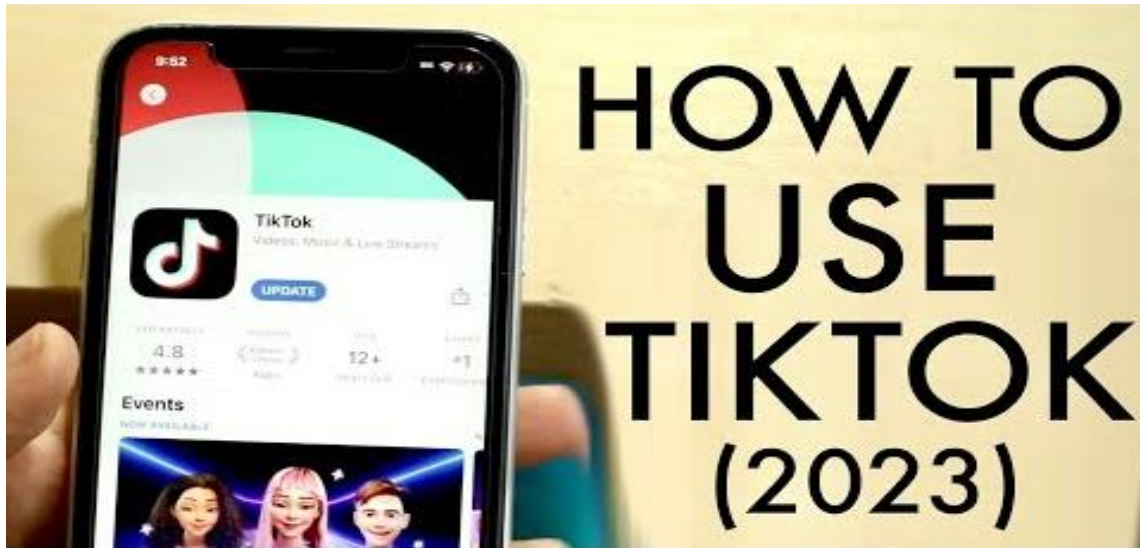 9:52
TikTok
Videos, Music & Live Streams
UPDATE
4.8
12+
Events
NOW AVAILABLE
HOW TO
USE
TIKTOK
(2023)